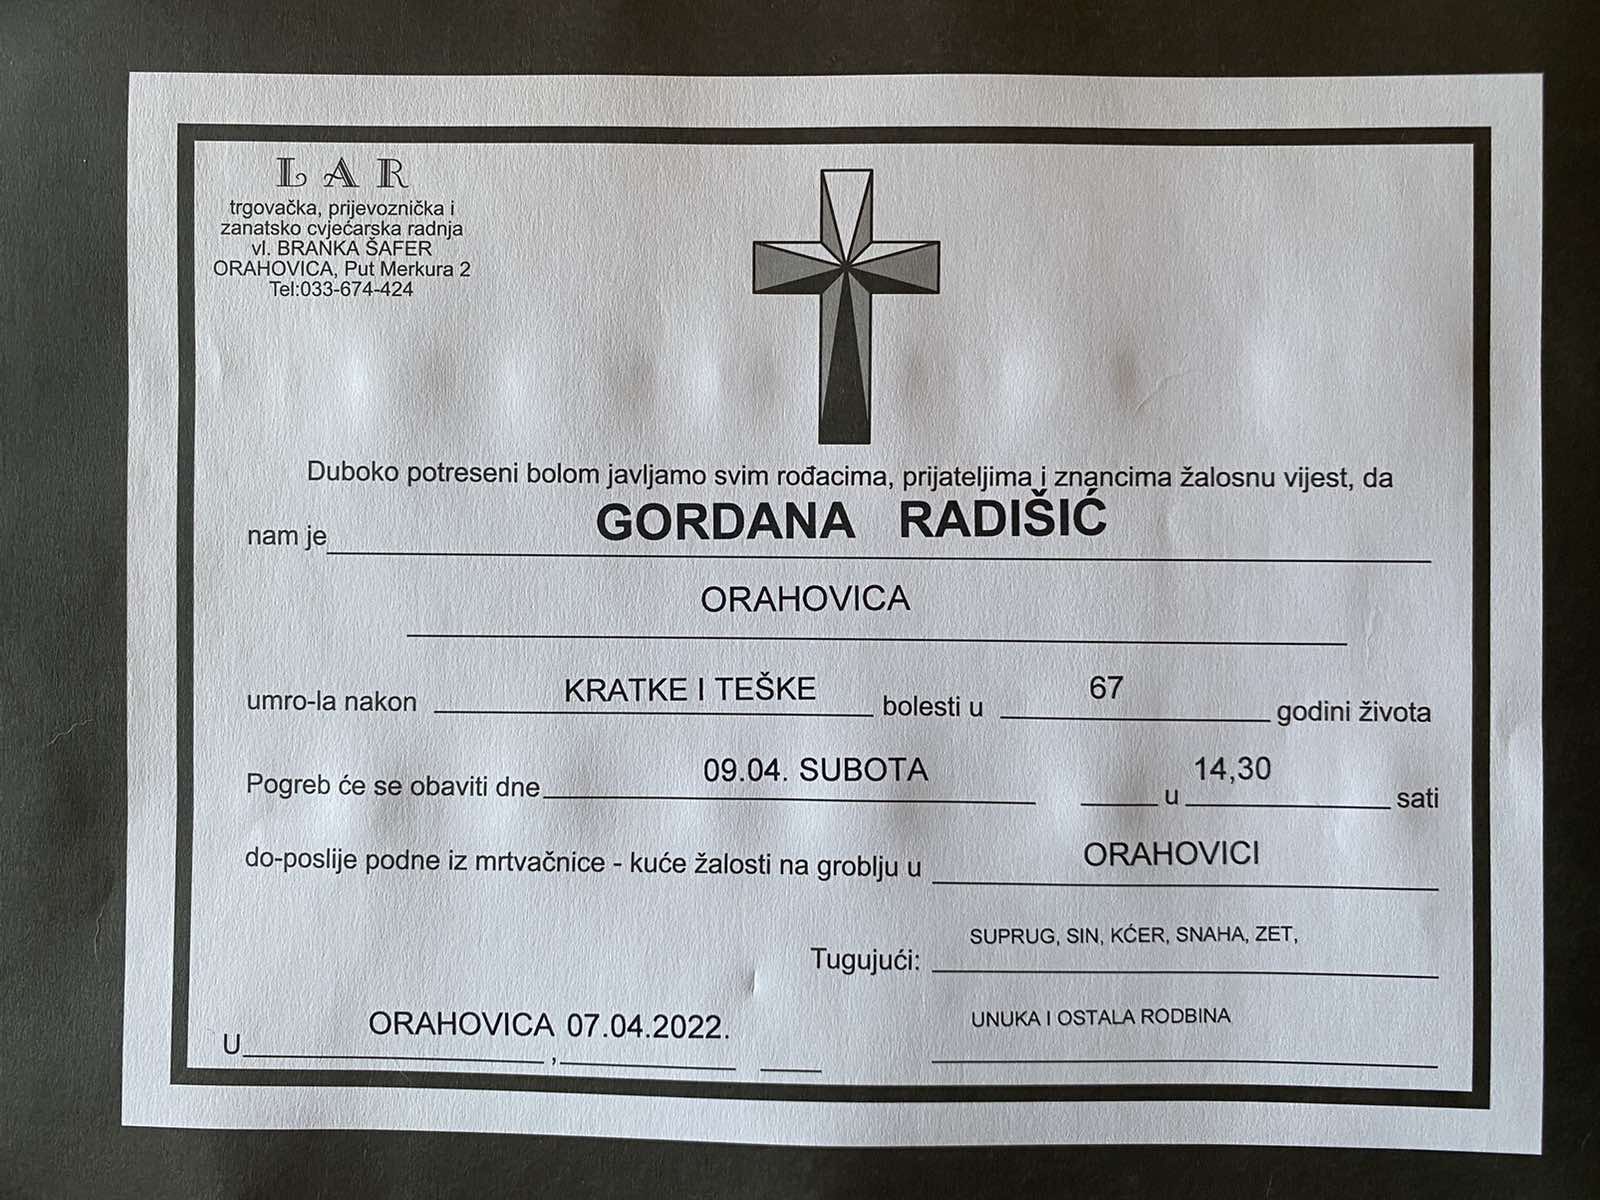 LAR
trgovačka, prijevoznička i
zanatsko cvjećarska radnja
vl. BRANKA ŠAFER
ORAHOVICA, Put Merkura 2
Tel:033-674-424
Duboko potreseni bolom javljamo svim rođacima, prijateljima i znancima žalosnu vijest, da
nam je GORDANA RADIŠIĆ
ORAHOVICA
umro-la nakon KRATKE I TEŠKE bolesti u 67 godini života
Pogreb će se obaviti dne 09.04. SUBOTA u 14,30 sati
do-poslije podne iz mrtvačnice - kuće žalosti na groblju u ORAHOVICI
Tugujući: SUPRUG, SIN, KĆER, SNAHA, ZET,
UNUKA I OSTALA RODBINA
U ORAHOVICA 07.04.2022. ,